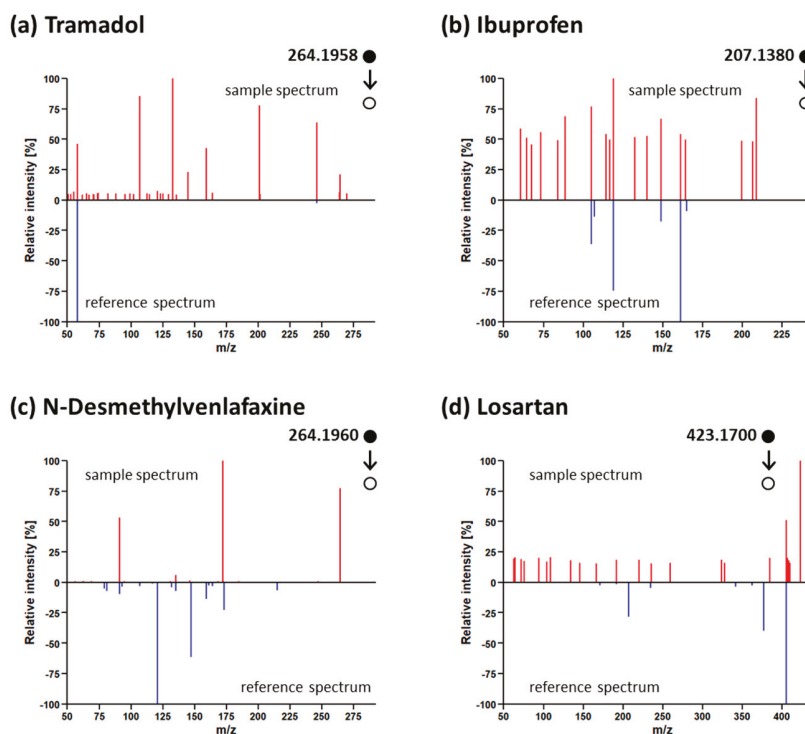 (a) Tramadol
264.1958
sample spectrum
100
75
50
25
0
-25
-50
-75
-100
Relative intensity [%]
reference spectrum
50 75 100 125 150 175 200 225 250 275
m/z
(b) Ibuprofen
207.1380
sample spectrum
100
75
50
25
0
-25
-50
-75
-100
Relative intensity [%]
reference spectrum
50 75 100 125 150 175 200 225
m/z
(c) N-Desmethylvenlafaxine
264.1960
sample spectrum
100
75
50
25
0
-25
-50
-75
-100
Relative intensity [%]
reference spectrum
50 75 100 125 150 175 200 225 250 275
m/z
(d) Losartan
423.1700
sample spectrum
100
75
50
25
0
-25
-50
-75
-100
Relative intensity [%]
reference spectrum
50 100 150 200 250 300 350 400
m/z